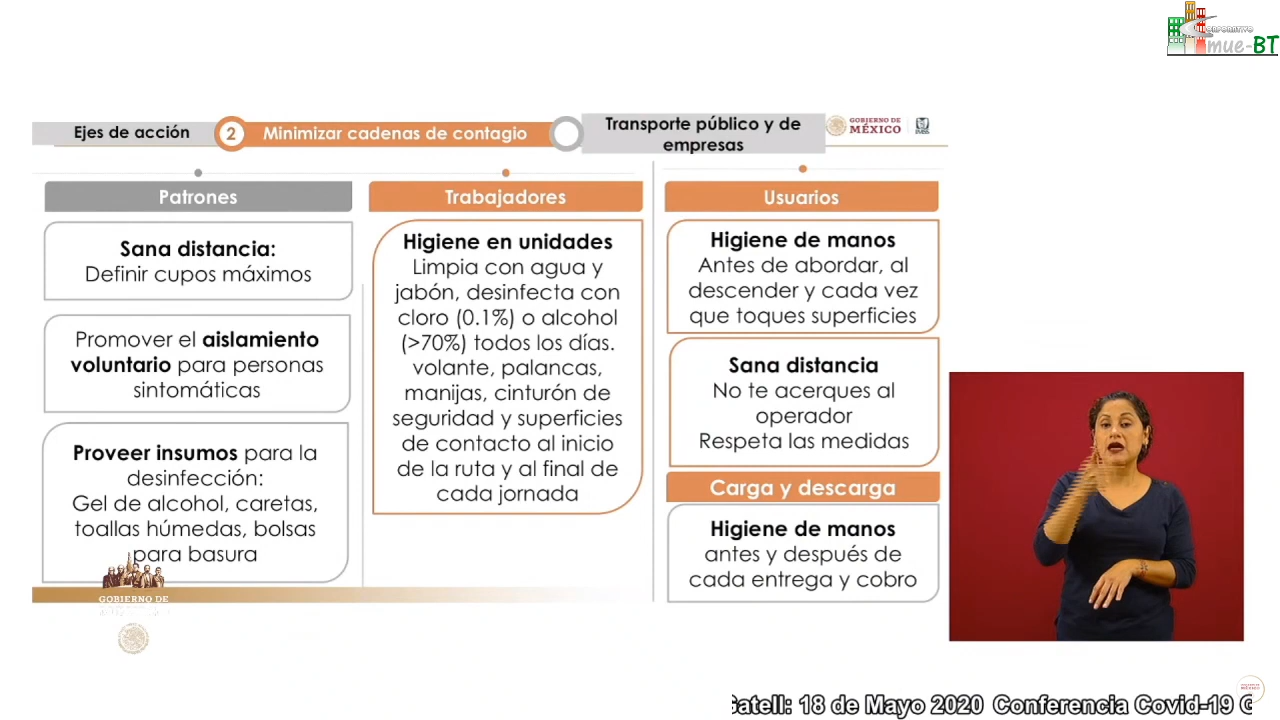 CORPORATIVO
mue-BT
Ejes de acción
2
Minimizar cadenas de contagio
Transporte público y de
empresas
GOBIERNO DE
MÉXICO
IMSS
Patrones
Sana distancia:
Definir cupos máximos
Promover el aislamiento
voluntario para personas
sintomáticas
Proveer insumos para la
desinfección:
Gel de alcohol, caretas,
toallas húmedas, bolsas
para basura
Trabajadores
Higiene en unidades
Limpia con agua y
jabón, desinfecta con
cloro (0.1%) o alcohol
(>70%) todos los días.
volante, palancas,
manijas, cinturón de
seguridad y superficies
de contacto al inicio
de la ruta y al final de
cada jornada
Usuarios
Higiene de manos
Antes de abordar, al
descender y cada vez
que toques superficies
Sana distancia
No te acerques al
operador
Respeta las medidas
Carga y descarga
Higiene de manos
antes y después de
cada entrega y cobro
GOBIERNO DE
atell: 18 de Mayo 2020 Conferencia Covid-19 G